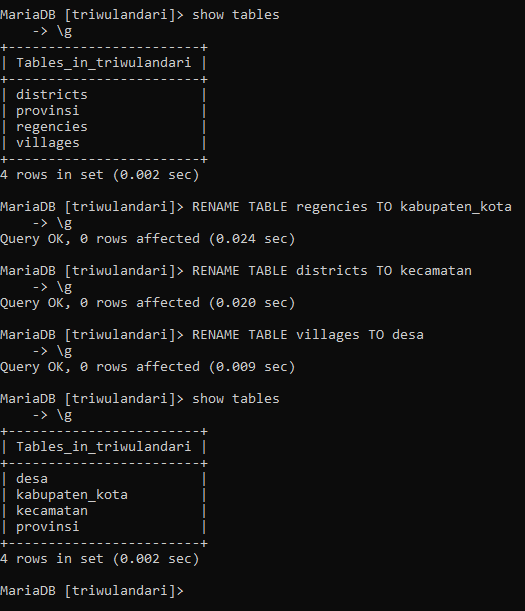 MariaDB [triwulandari]> show tables
    -> \g
+------------------------+
| Tables_in_triwulandari |
+------------------------+
| districts              |
| provinsi               |
| regencies              |
| villages               |
+------------------------+
4 rows in set (0.002 sec)
MariaDB [triwulandari]> RENAME TABLE regencies TO kabupaten_kota
    -> \g
Query OK, 0 rows affected (0.024 sec)
MariaDB [triwulandari]> RENAME TABLE districts TO kecamatan
    -> \g
Query OK, 0 rows affected (0.020 sec)
MariaDB [triwulandari]> RENAME TABLE villages TO desa
    -> \g
Query OK, 0 rows affected (0.009 sec)
MariaDB [triwulandari]> show tables
    -> \g
+------------------------+
| Tables_in_triwulandari |
+------------------------+
| desa                   |
| kabupaten_kota         |
| kecamatan              |
| provinsi               |
+------------------------+
4 rows in set (0.002 sec)
MariaDB [triwulandari]>